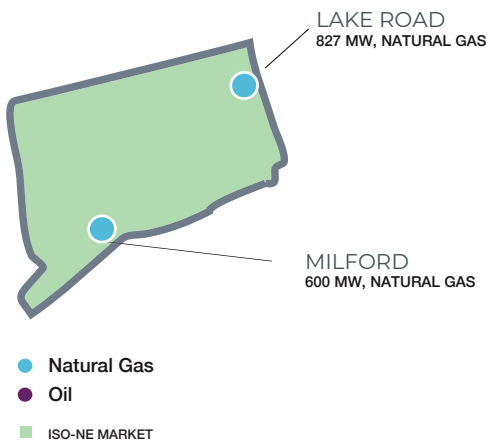 LAKE ROAD
827 MW, NATURAL GAS
MILFORD
600 MW, NATURAL GAS
Natural Gas
Oil
ISO-NE MARKET